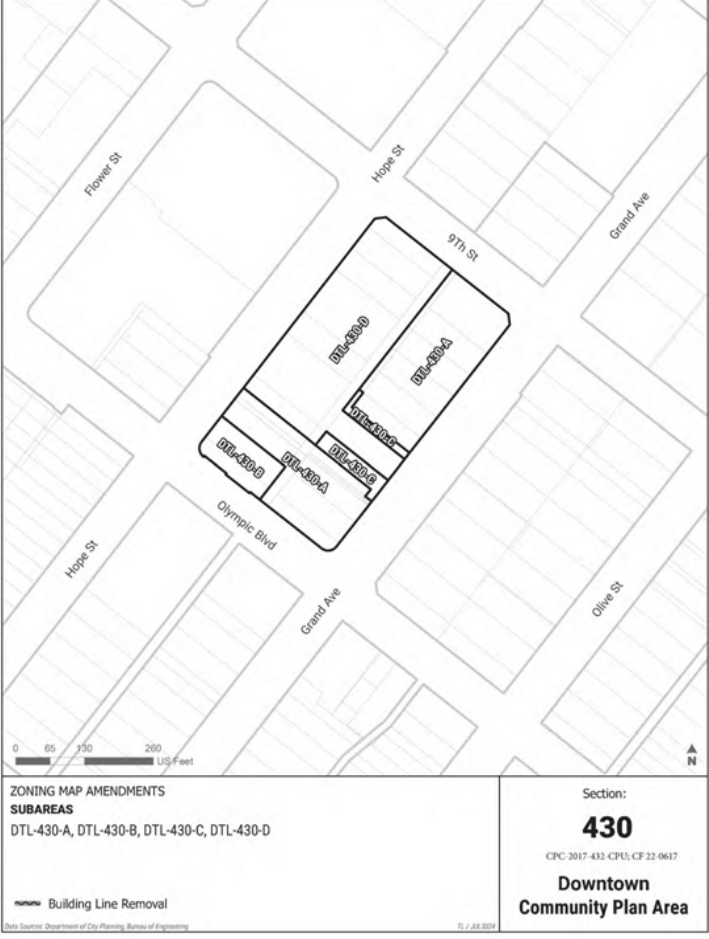 Flower St
Hope St
Grand Ave
9Th St
DTL-430-D
DTL-430-A
DTL-430-C
DTL-430-C
DTL-430-B
DTL-430-A
Olympic Blvd
Hope St
Grand Ave
Olive St
0 65 130 260
US Feet
N
ZONING MAP AMENDMENTS
SUBAREAS
DTL-430-A, DTL-430-B, DTL-430-C, DTL-430-D
Building Line Removal
Data Sources: Department of City Planning, Bureau of Engineering
TL / JUL2024
Section:
430
CPC-2017-432-CPU; CF 22-0617
Downtown
Community Plan Area